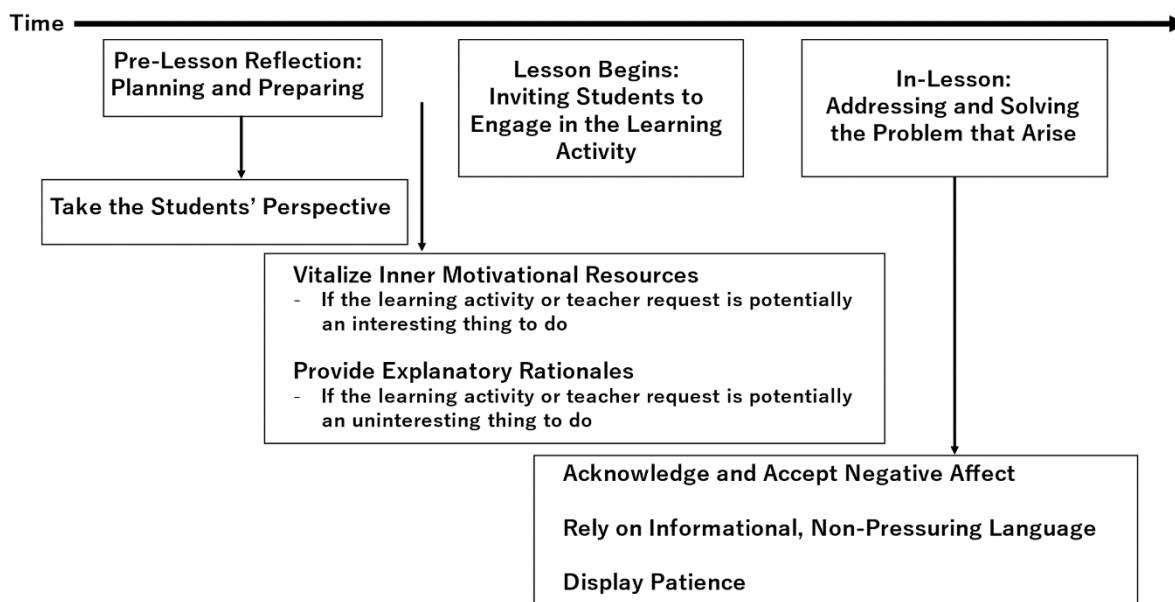 Time
Pre-Lesson Reflection:
Planning and Preparing
Lesson Begins:
Inviting Students to
Engage in the Learning
Activity
In-Lesson:
Addressing and Solving
the Problem that Arise
Take the Students’ Perspective
Vitalize Inner Motivational Resources
- If the learning activity or teacher request is potentially
an interesting thing to do
Provide Explanatory Rationales
- If the learning activity or teacher request is potentially
an uninteresting thing to do
Acknowledge and Accept Negative Affect
Rely on Informational, Non-Pressuring Language
Display Patience